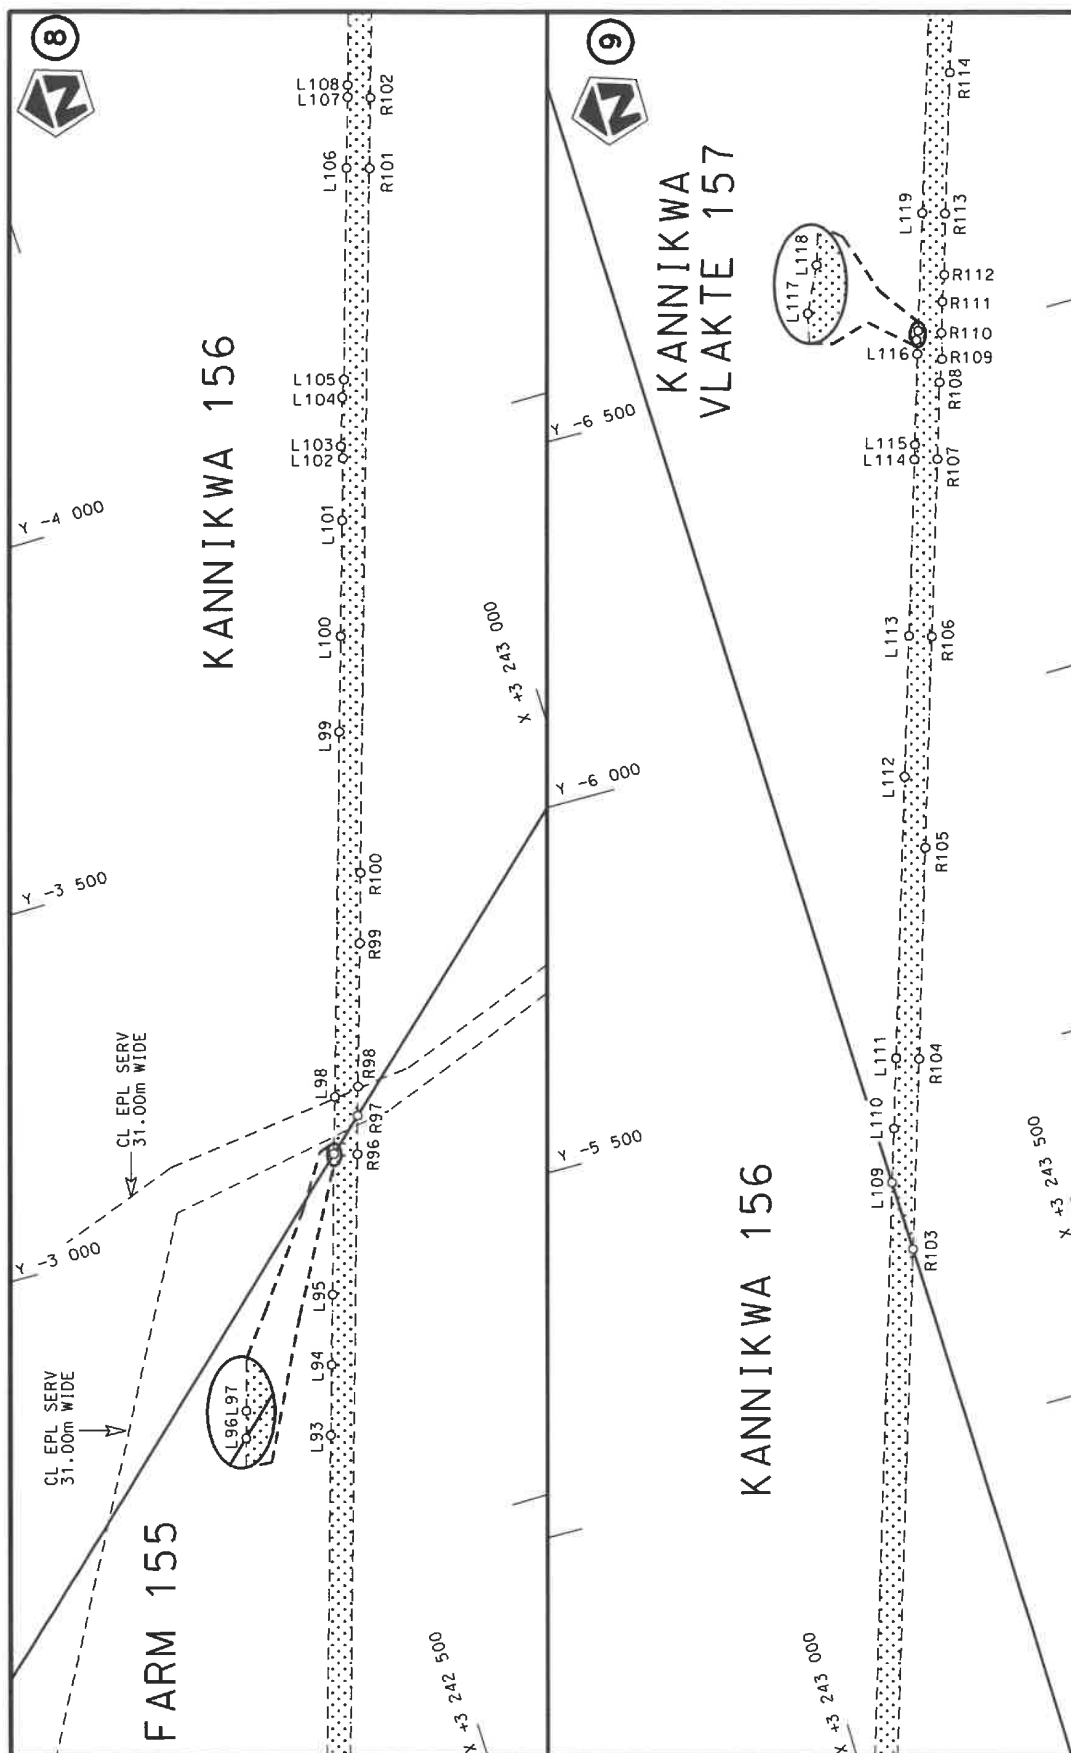 8
N
L108
L107
R102
L106
R101
KANNIKWA 156
L105
L104
L103
L102
L101
Y -4 000
L100
X +3 243 000
L99
R100
Y -3 500
R99
CL EPL SERV
31.00m WIDE
L98
R98
R97
R96
Y -3 000
L95
L94
L93
L96
L97
CL EPL SERV
31.00m WIDE
FARM 155
X +3 242 500
9
N
R114
KANNIKWA
VLAKTE 157
L119
R113
L118
L117
R112
R111
R110
R109
L116
R108
Y -6 500
L115
L114
R107
L113
R106
L112
Y -6 000
R105
L111
R104
L110
Y -5 500
L109
R103
X +3 243 500
KANNIKWA 156
X +3 243 000